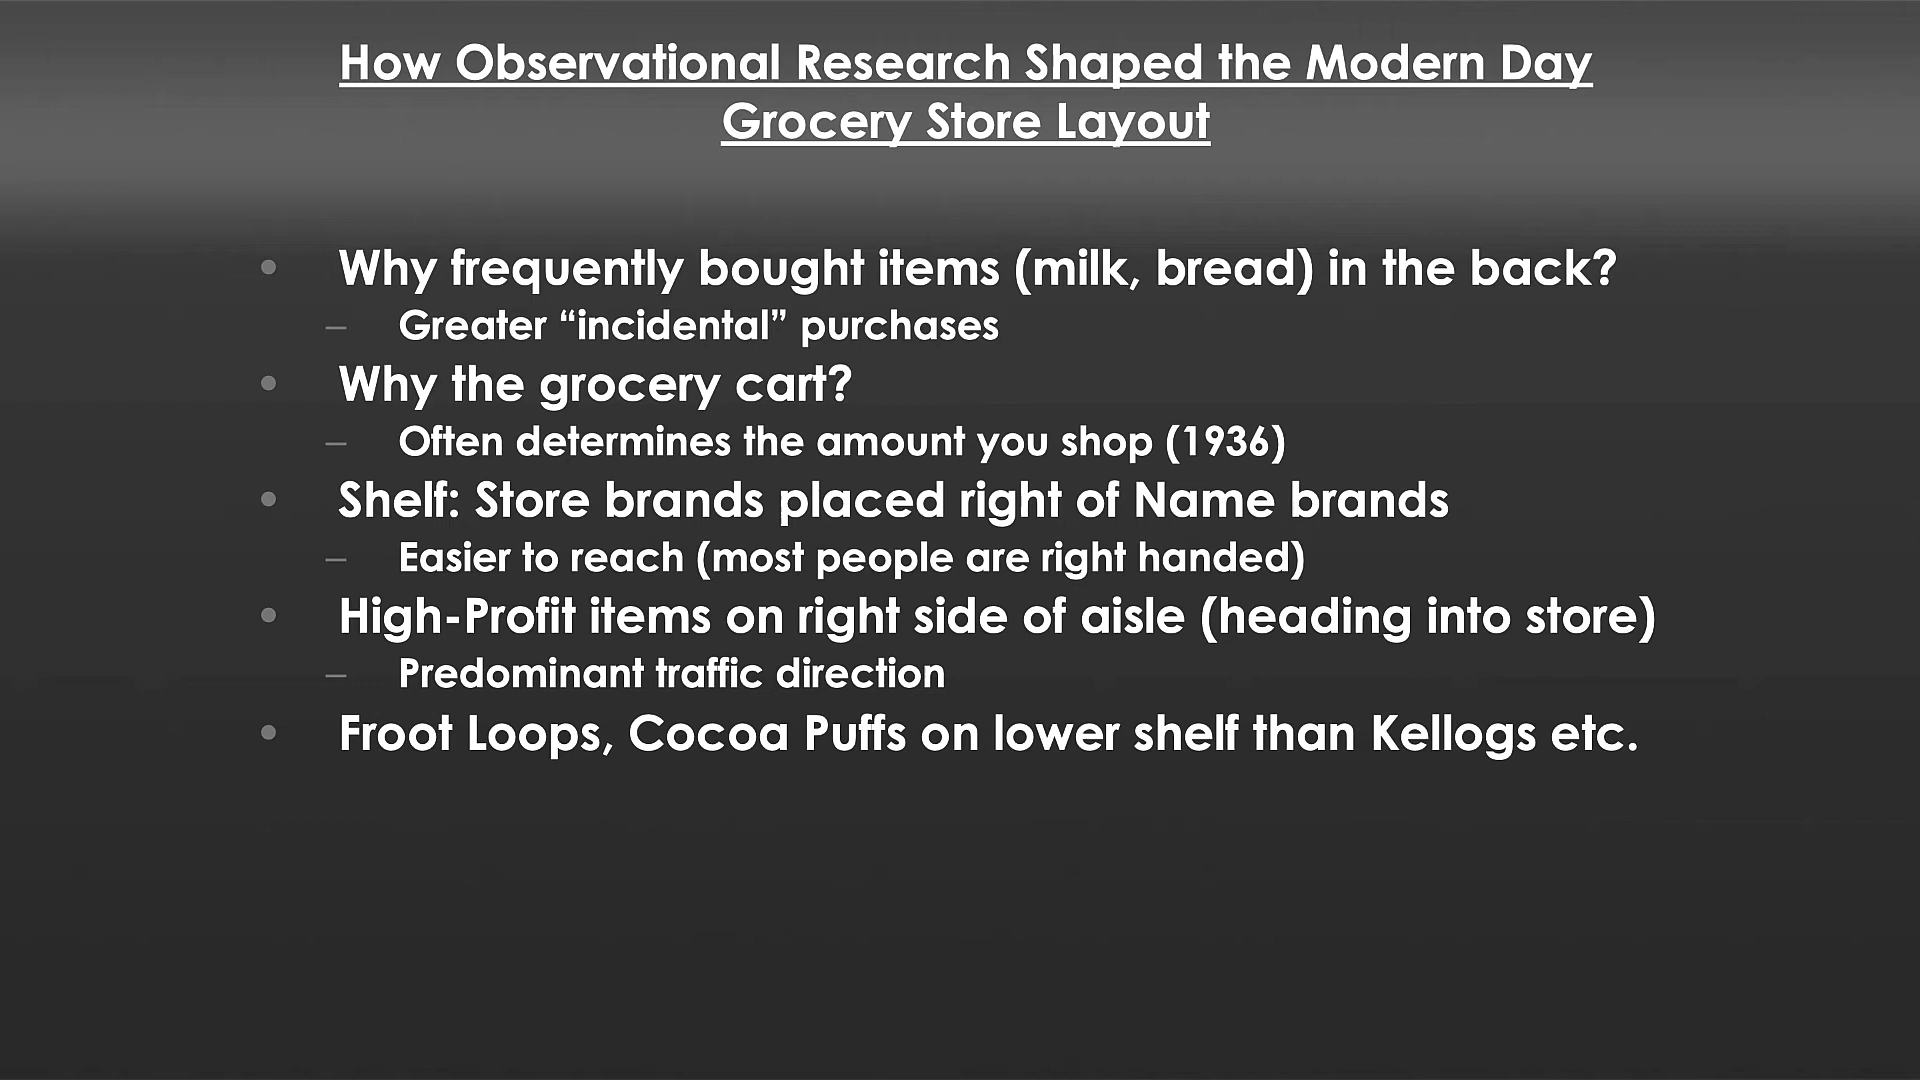 How Observational Research Shaped the Modern Day
Grocery Store Layout
• Why frequently bought items (milk, bread) in the back?
– Greater “incidental” purchases
• Why the grocery cart?
– Often determines the amount you shop (1936)
• Shelf: Store brands placed right of Name brands
– Easier to reach (most people are right handed)
• High-Profit items on right side of aisle (heading into store)
– Predominant traffic direction
• Froot Loops, Cocoa Puffs on lower shelf than Kellogs etc.